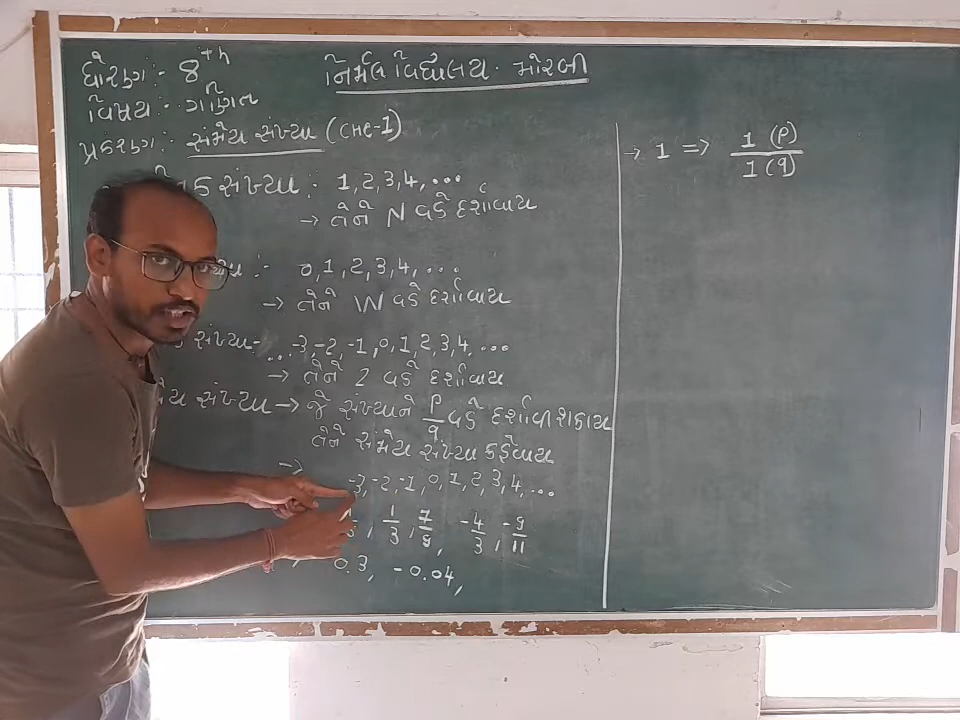 ધોરણ:- 8th
નિર્મલ વિદ્યાલય. મોરબી
વિષય:- ગણિત
પ્રકરણ:- સંમેય સંખ્યા (CHE-1)
સંખ્યા: 1,2,3,4,...
→ તેને N વડે દર્શાવાય
:- 0,1,2,3,4,...
→ તેને W વડે દર્શાવાય
સંખ્યા- ...-3,-2,-1,0,1,2,3,4,...
→ તેને Z વડે દર્શાવાય
સંખ્યા → જે સંખ્યાને p/q વડે દર્શાવી શકાય
તેને સંમેય સંખ્યા કહેવાય
→
-3,-2,-1,0,1,2,3,4,...
, 1/3, 7/9, -4/3, -9/11
0.3, -0.04,
→ 1 => 1 (p)/1 (q)